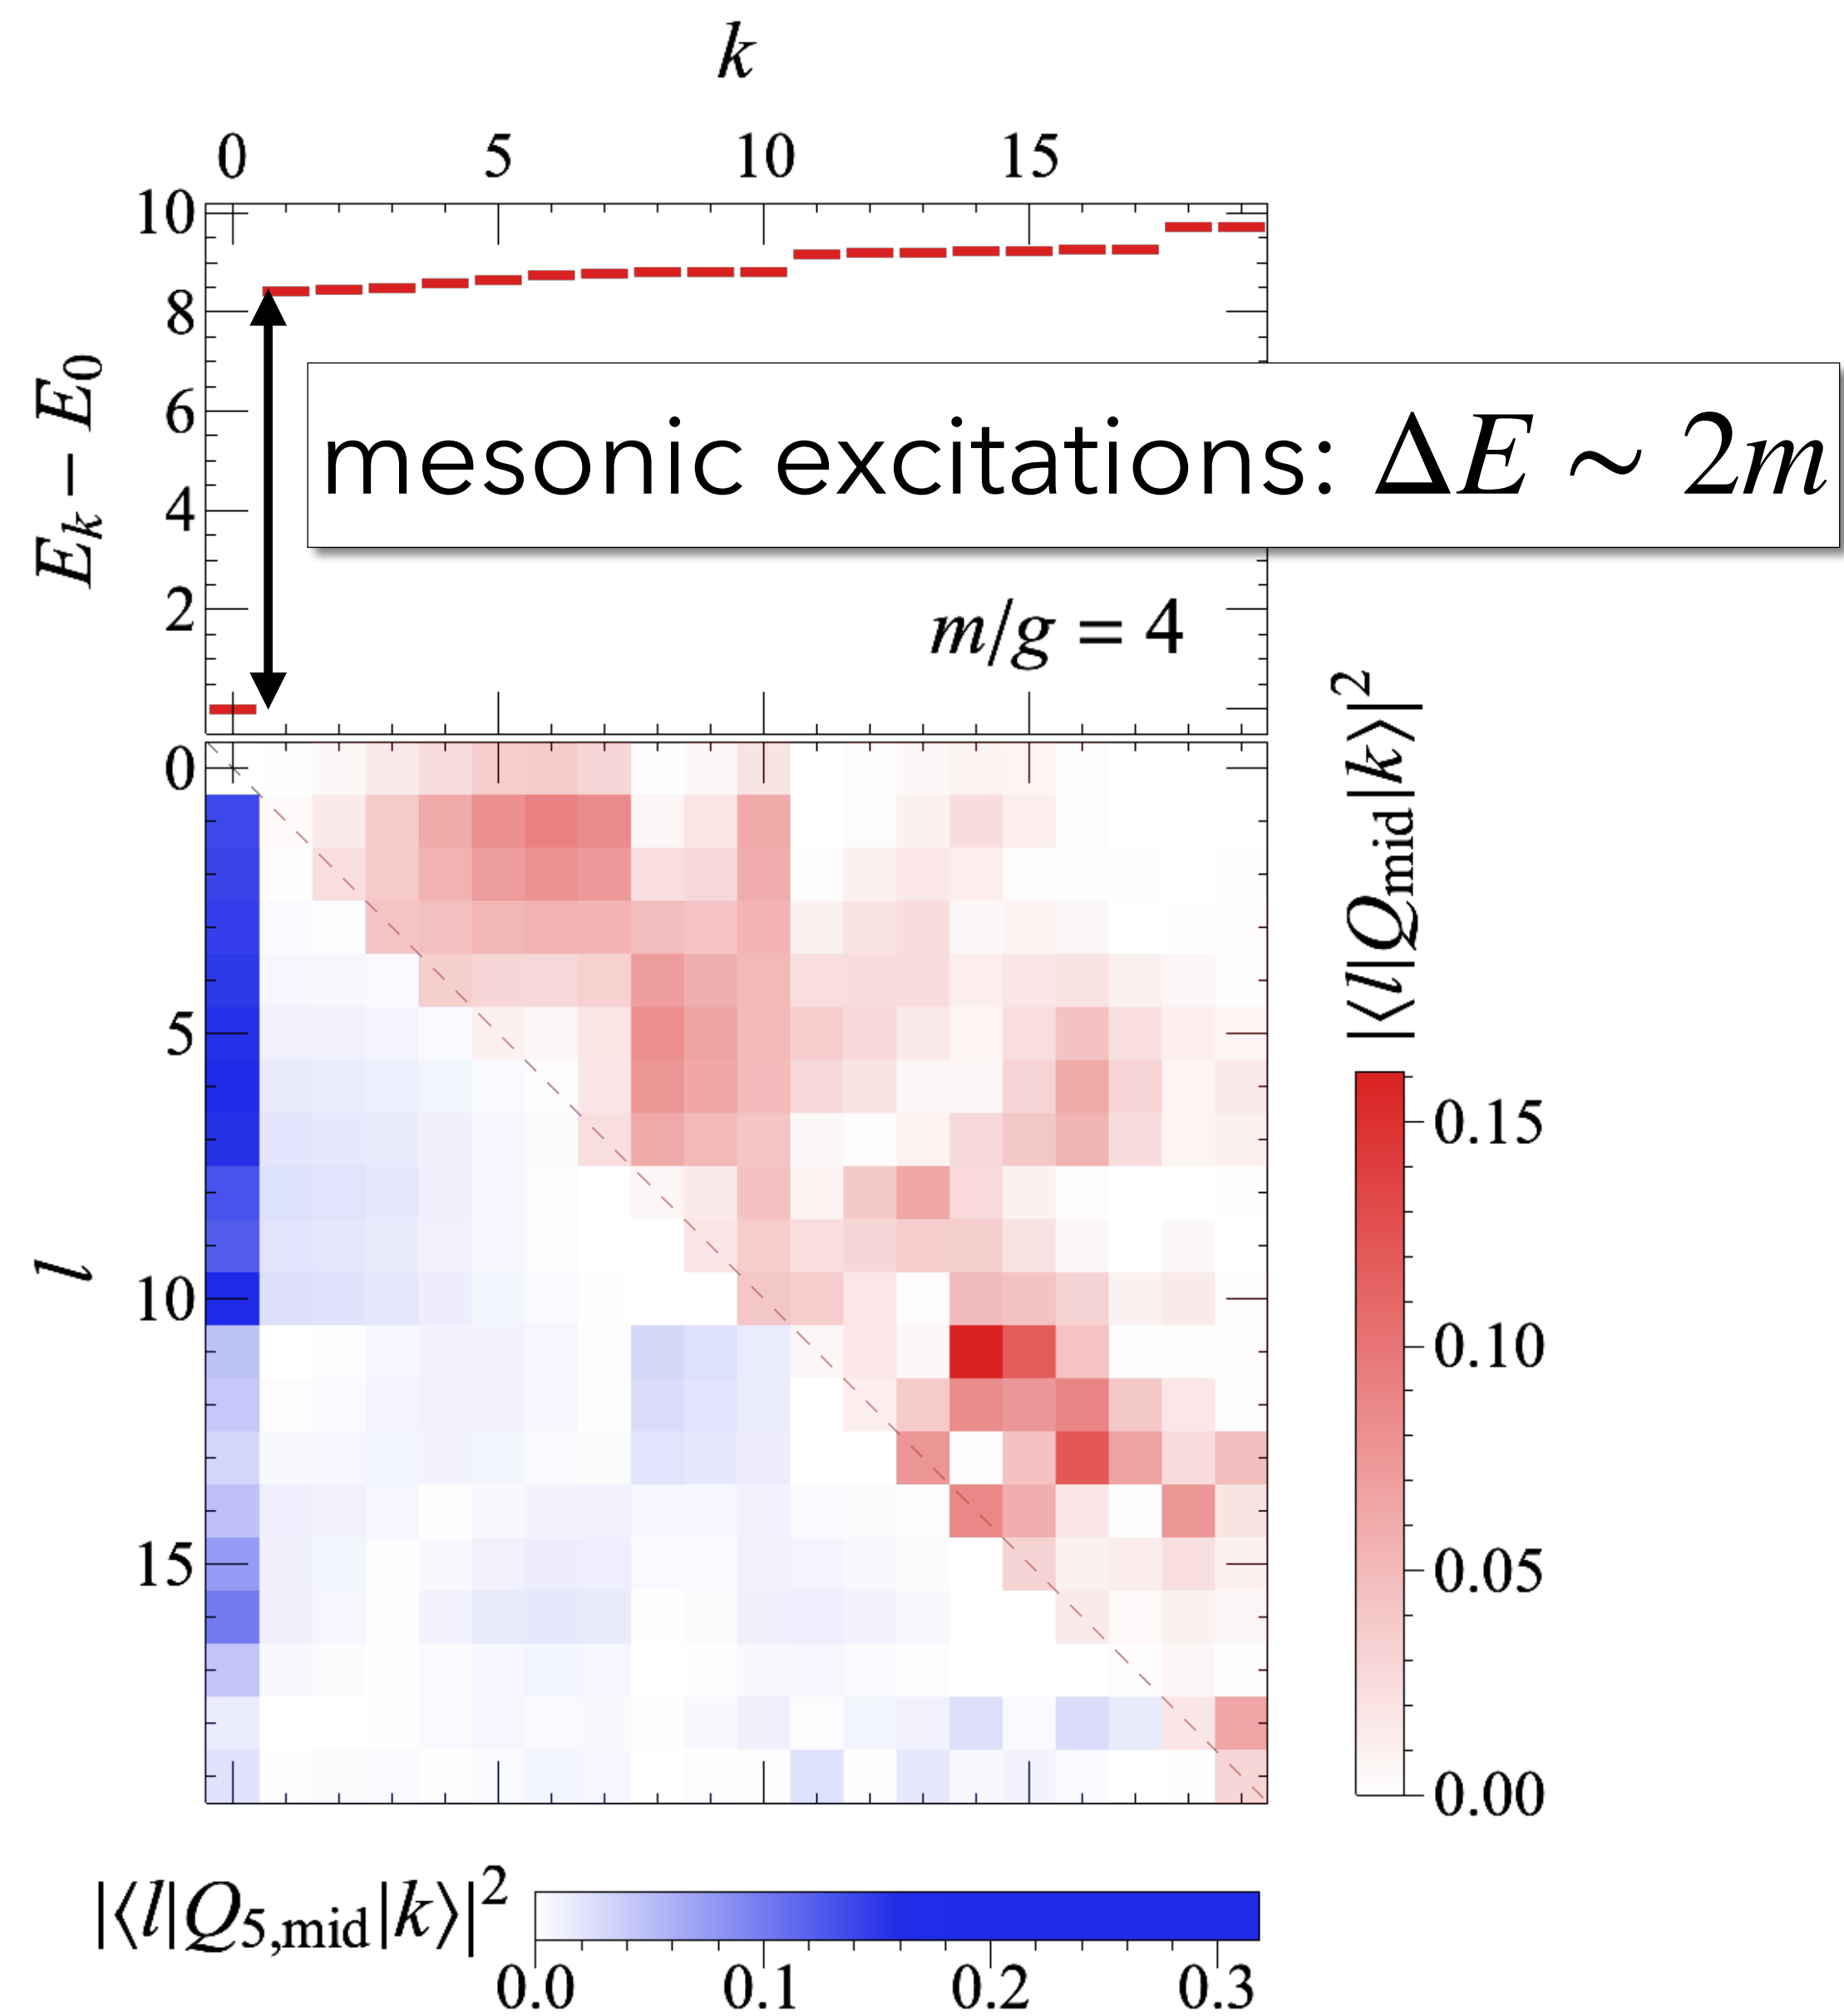 k
0 5 10 15
10
8
6
4
2
E_k − E_0
mesonic excitations: ΔE ~ 2m
m/g = 4
0
5
10
15
l
|⟨l|Q_mid|k⟩|²
0.15
0.10
0.05
0.00
|⟨l|Q_5,mid|k⟩|²
0.0 0.1 0.2 0.3